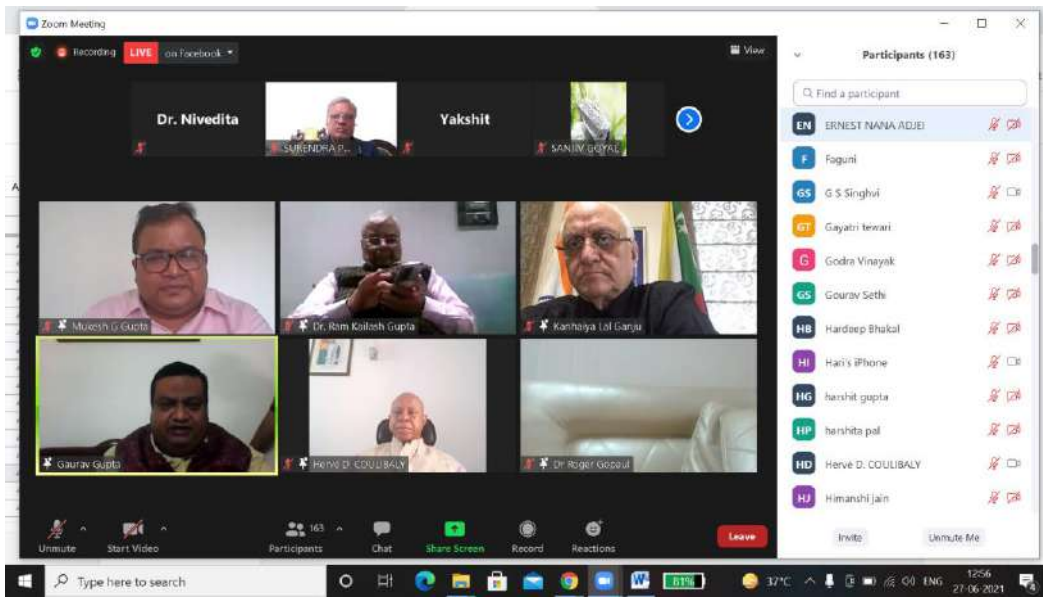 Zoom Meeting
Recording LIVE on Facebook
View
Dr. Nivedita
SURENDRA P...
Yakshit
SANJIV GOYAL
Mukesh G Gupta
Dr. Ram Kailash Gupta
Kanhaiya Lal Ganju
Gaurav Gupta
Herve D. COULIBALY
Dr Roger Gopaul
Participants (163)
Find a participant
EN ERNEST NANA ADJEI
F Faguni
GS G S Singhvi
GT Gayatri tewari
G Godra Vinayak
GS Gourav Sethi
HB Hardeep Bhakal
HI Hari's iPhone
HG harshit gupta
HP harshita pal
HD Herve D. COULIBALY
HJ Himanshi jain
Invite Unmute Me
163
Unmute Start Video Participants Chat Share Screen Record Reactions Leave
Type here to search
W
81%
37°C ENG
12:56
27-06-2021
4